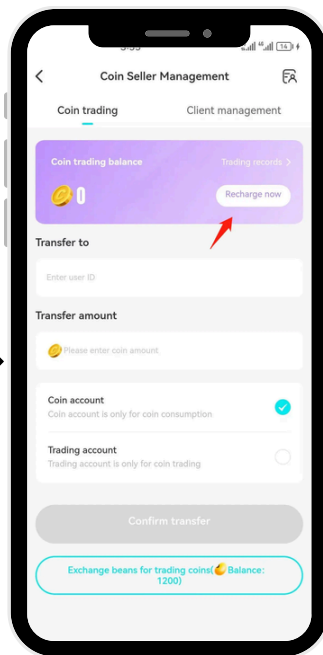 Coin Seller Management
Coin trading Client management
Coin trading balance Trading records >
0 Recharge now
Transfer to
Enter user ID
Transfer amount
Please enter coin amount
Coin account
Coin account is only for coin consumption
Trading account
Trading account is only for coin trading
Confirm transfer
Exchange beans for trading coins( Balance:
1200)